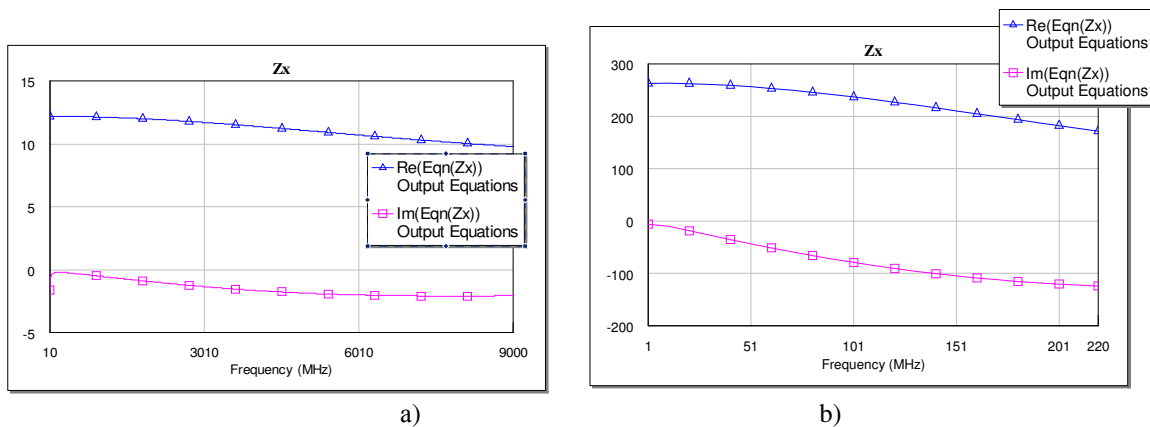 Zx
15
10
5
0
-5
10
3010
6010
9000
Frequency (MHz)
Re(Eqn(Zx))
Output Equations
Im(Eqn(Zx))
Output Equations
a)
Re(Eqn(Zx))
Output Equations
Im(Eqn(Zx))
Output Equations
Zx
300
200
100
0
-100
-200
1
51
101
151
201
220
Frequency (MHz)
b)